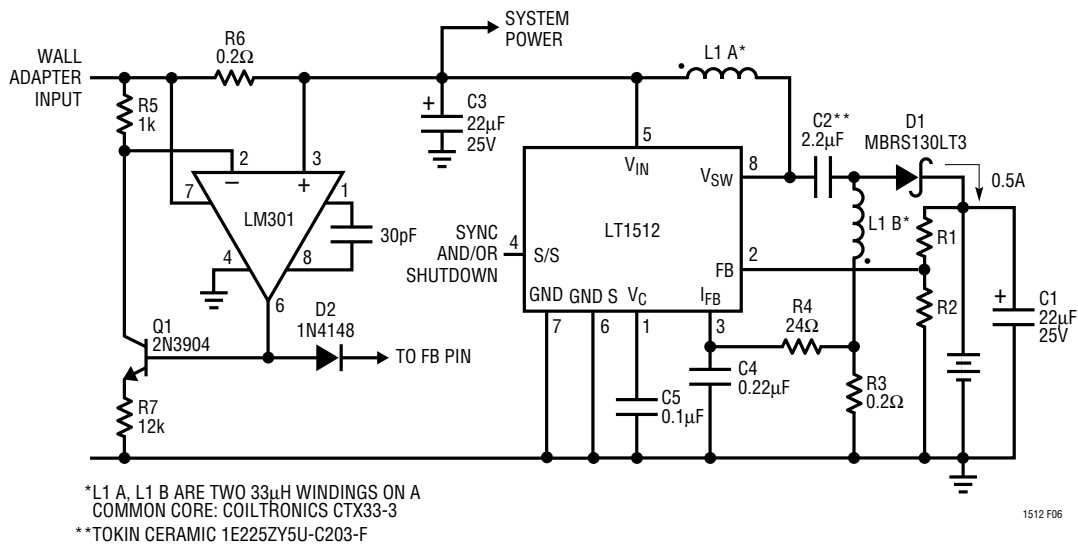 SYSTEM
POWER
WALL
ADAPTER
INPUT
R6
0.2Ω
R5
1k
2
3
−
+
7
1
LM301
4
8
30pF
6
Q1
2N3904
D2
1N4148
TO FB PIN
R7
12k
+
C3
22µF
25V
L1 A*
5
VIN
VSW
8
LT1512
SYNC
AND/OR
SHUTDOWN
4
S/S
FB
2
GND
GND S
VC
IFB
7
6
1
3
C2**
2.2µF
D1
MBRS130LT3
0.5A
L1 B*
R1
R2
R4
24Ω
R3
0.2Ω
C4
0.22µF
C5
0.1µF
+
C1
22µF
25V
*L1 A, L1 B ARE TWO 33µH WINDINGS ON A
COMMON CORE: COILTRONICS CTX33-3
**TOKIN CERAMIC 1E225ZY5U-C203-F
1512 F06